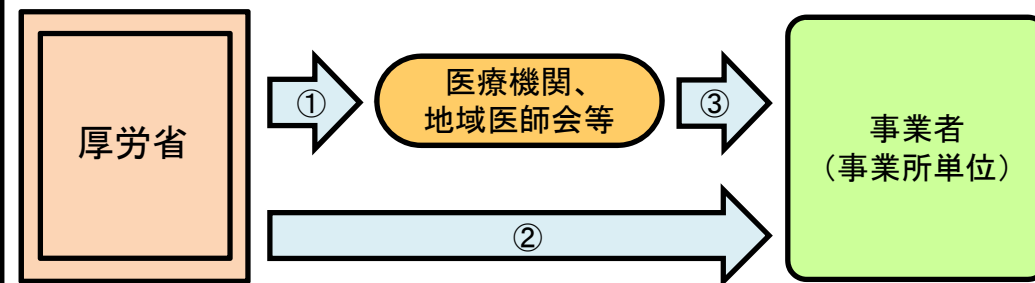 厚労省
①
医療機関、
地域医師会等
③
②
事業者
（事業所単位）